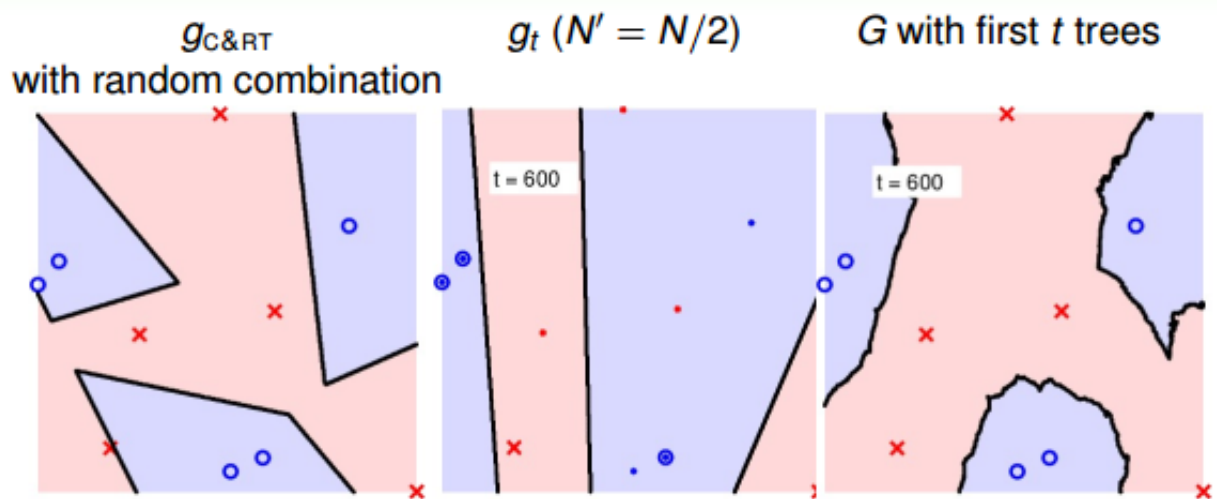 g_C&RT
with random combination
g_t (N′ = N/2)
G with first t trees
t = 600
t = 600